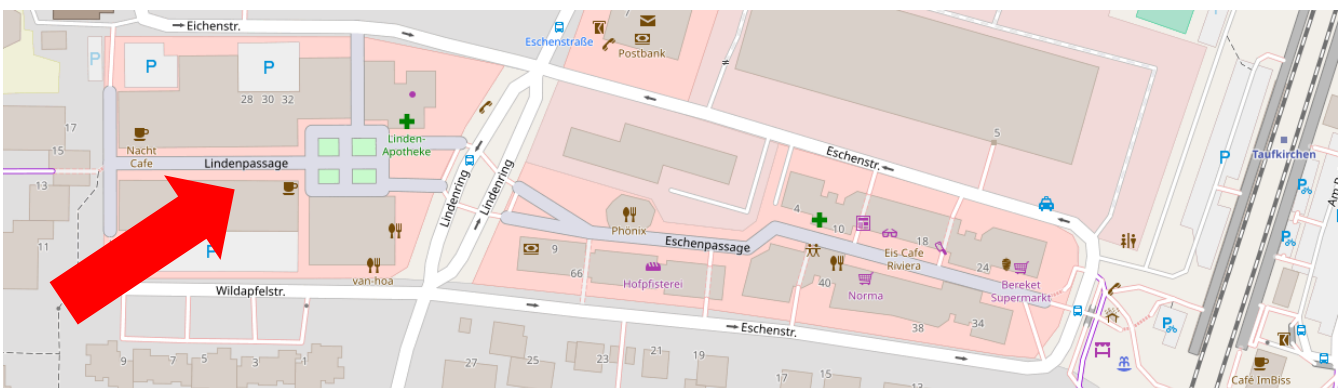 Eichenstr.
Eschenstraße
Postbank
P
P
28 30 32
Linden-
Apotheke
Nacht
Cafe
17
15
13
11
Lindenpassage
Lindenring
Lindenring
P
Wildapfelstr.
van-hoa
Phönix
Eschenpassage
9
66
Hofpfisterei
4
10
18
24
Eis Cafe
Riviera
Norma
40
38
34
Bereket
Supermarkt
Eschenstr.
5
Eschenstr.
Taufkirchen
P
P
P
P
Cafe ImBiss
9
7
5
3
1
27
25
23
21
19
17
15
13